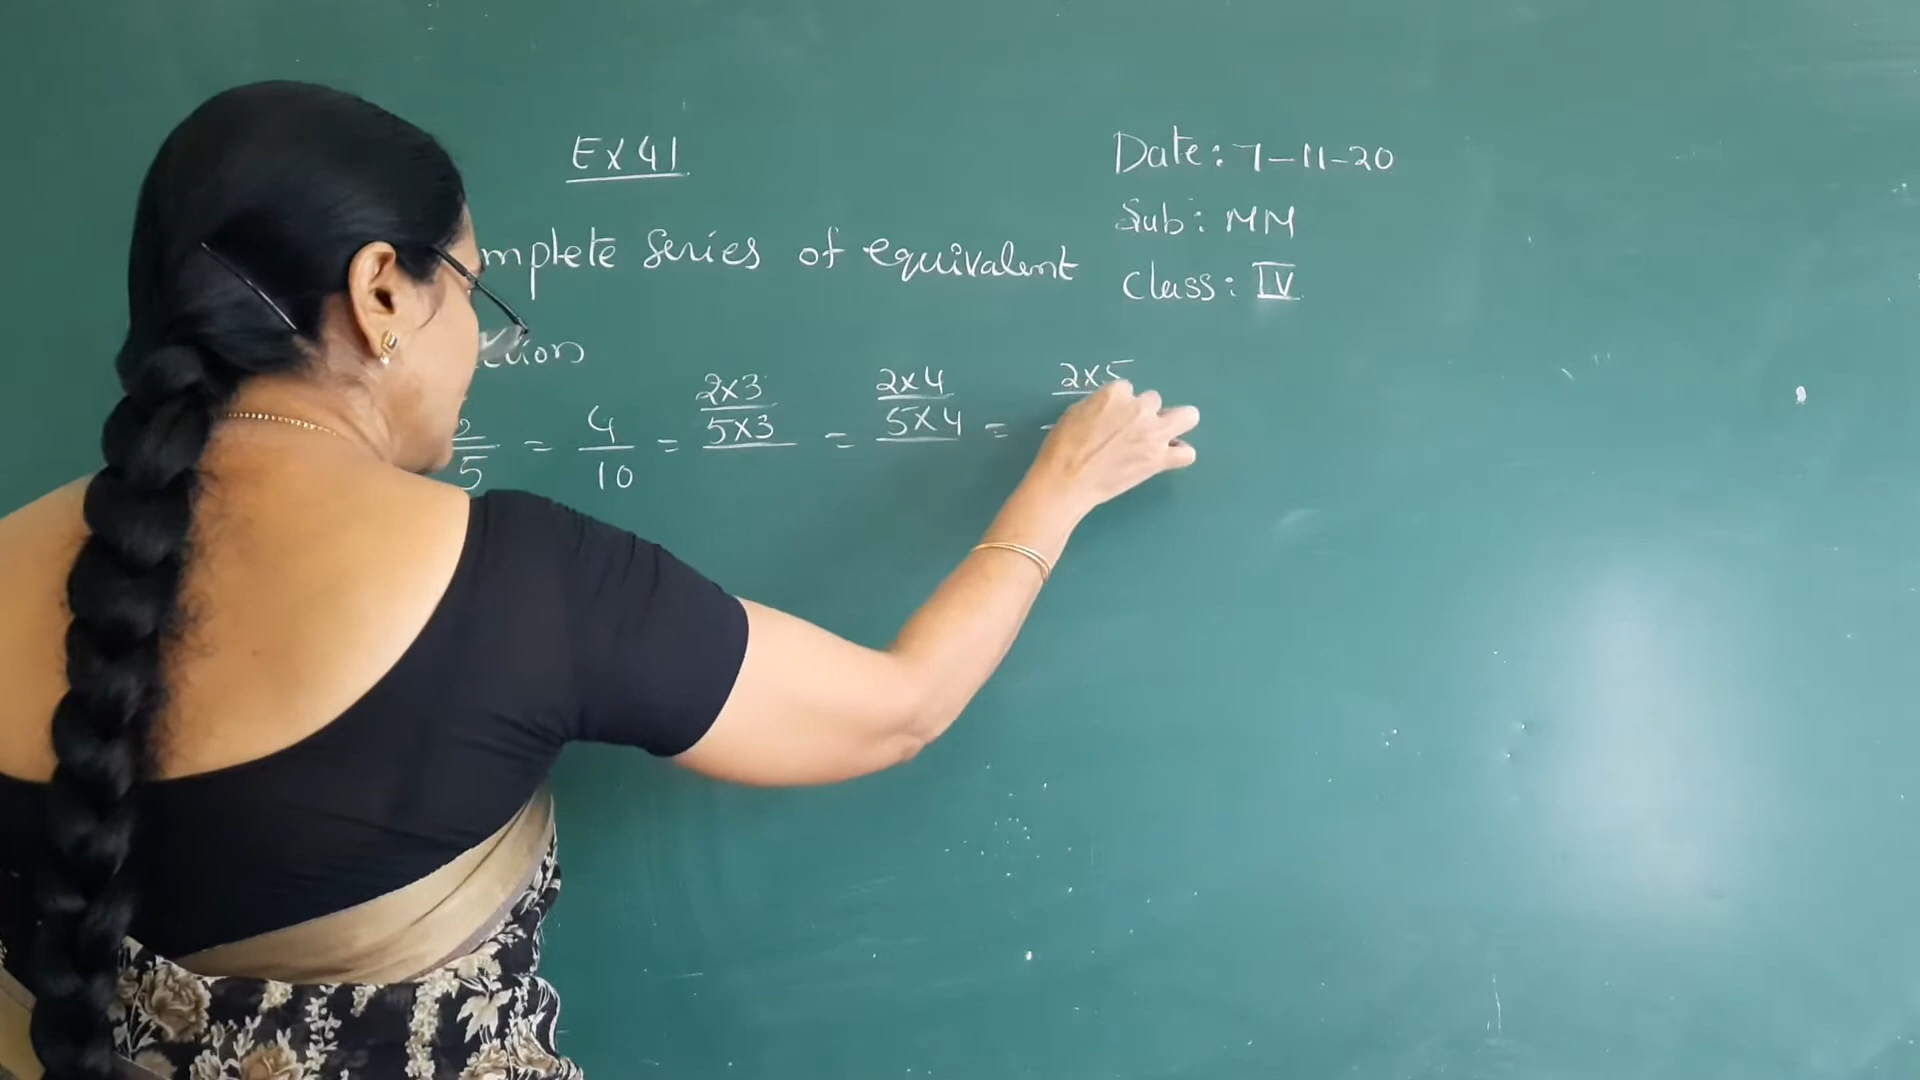 Ex 41
Date: 7-11-20
Sub: MM
mplete series of equivalent
Class: IV
ction
2/5 = 4/10 = 2x3/5x3 = 2x4/5x4 = 2x5